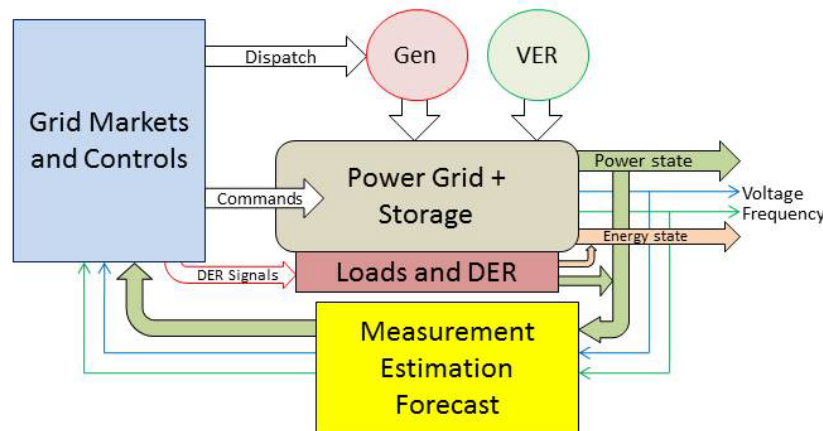 Dispatch
Gen
VER
Grid Markets
and Controls
Power state
Power Grid +
Storage
Commands
Voltage
Frequency
Energy state
DER Signals
Loads and DER
Measurement
Estimation
Forecast